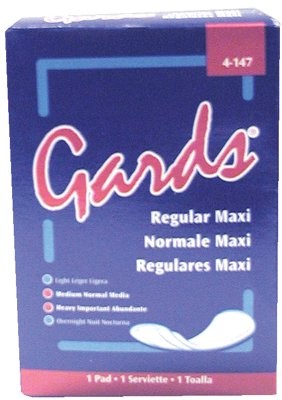 4-147
Gards®
Regular Maxi
Normale Maxi
Regulares Maxi
Light Leger Ligera
Medium Normal Media
Heavy Important Abundante
Overnight Nuit Nocturna
1 Pad • 1 Serviette • 1 Toalla